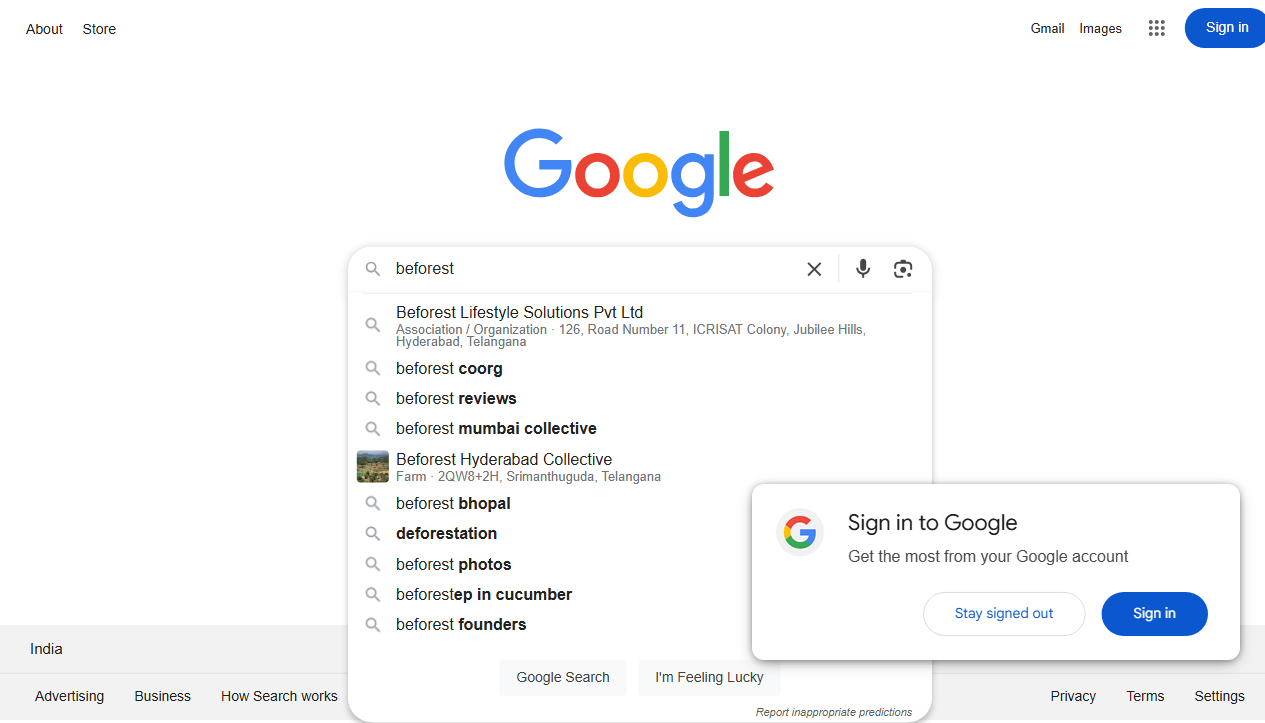 About Store
Gmail Images Sign in
Google
beforest
Beforest Lifestyle Solutions Pvt Ltd
Association / Organization · 126, Road Number 11, ICRISAT Colony, Jubilee Hills,
Hyderabad, Telangana
beforest coorg
beforest reviews
beforest mumbai collective
Beforest Hyderabad Collective
Farm · 2QW8+2H, Srimanthuguda, Telangana
beforest bhopal
deforestation
beforest photos
beforestep in cucumber
beforest founders
Google Search I'm Feeling Lucky
Report inappropriate predictions
Sign in to Google
Get the most from your Google account
Stay signed out Sign in
India
Advertising Business How Search works
Privacy Terms Settings